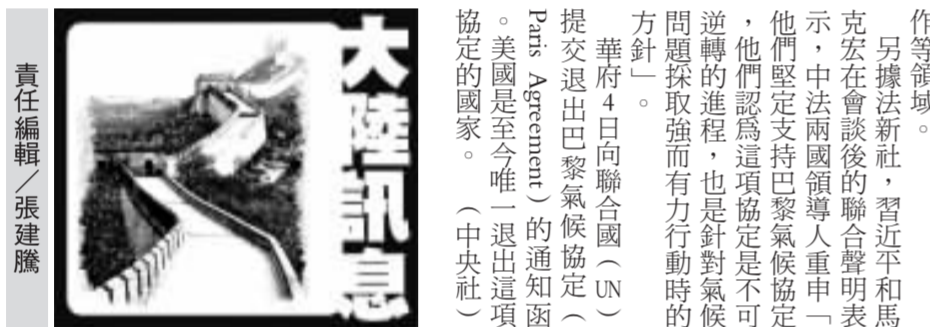 作等領域。
另據法新社，習近平和馬
克宏在會談後的聯合聲明表
示，中法兩國領導人重申「
他們堅定支持巴黎氣候協定
，他們認爲這項協定是不可
逆轉的進程，也是針對氣候
問題採取強而有力行動時的
方針」。
華府4日向聯合國（UN）
提交退出巴黎氣候協定（
Paris Agreement）的通知函
。美國是至今唯一退出這項
協定的國家。（中央社）
大陸訊息
責任編輯／張建騰